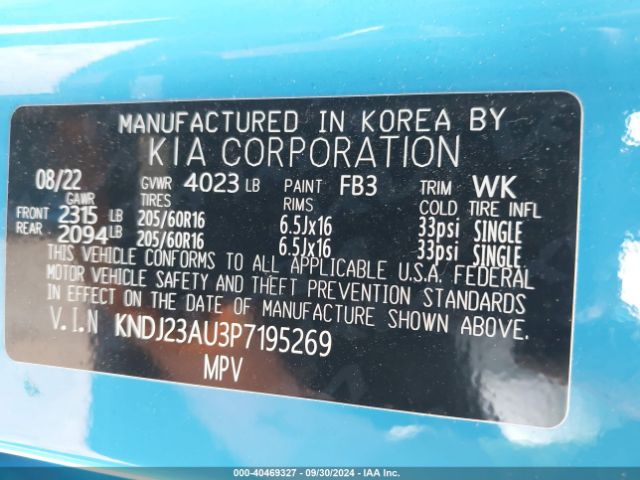 MANUFACTURED IN KOREA BY
KIA CORPORATION
08/22 GVWR 4023 LB PAINT FB3 TRIM WK
GAWR TIRES RIMS COLD TIRE INFL
FRONT 2315 LB 205/60R16 6.5Jx16 33psi SINGLE
REAR 2094 LB 205/60R16 6.5Jx16 33psi SINGLE
THIS VEHICLE CONFORMS TO ALL APPLICABLE U.S.A. FEDERAL
MOTOR VEHICLE SAFETY AND THEFT PREVENTION STANDARDS
IN EFFECT ON THE DATE OF MANUFACTURE SHOWN ABOVE.
V.I.N KNDJ23AU3P7195269
MPV
000-40469327 - 09/30/2024 - IAA Inc.